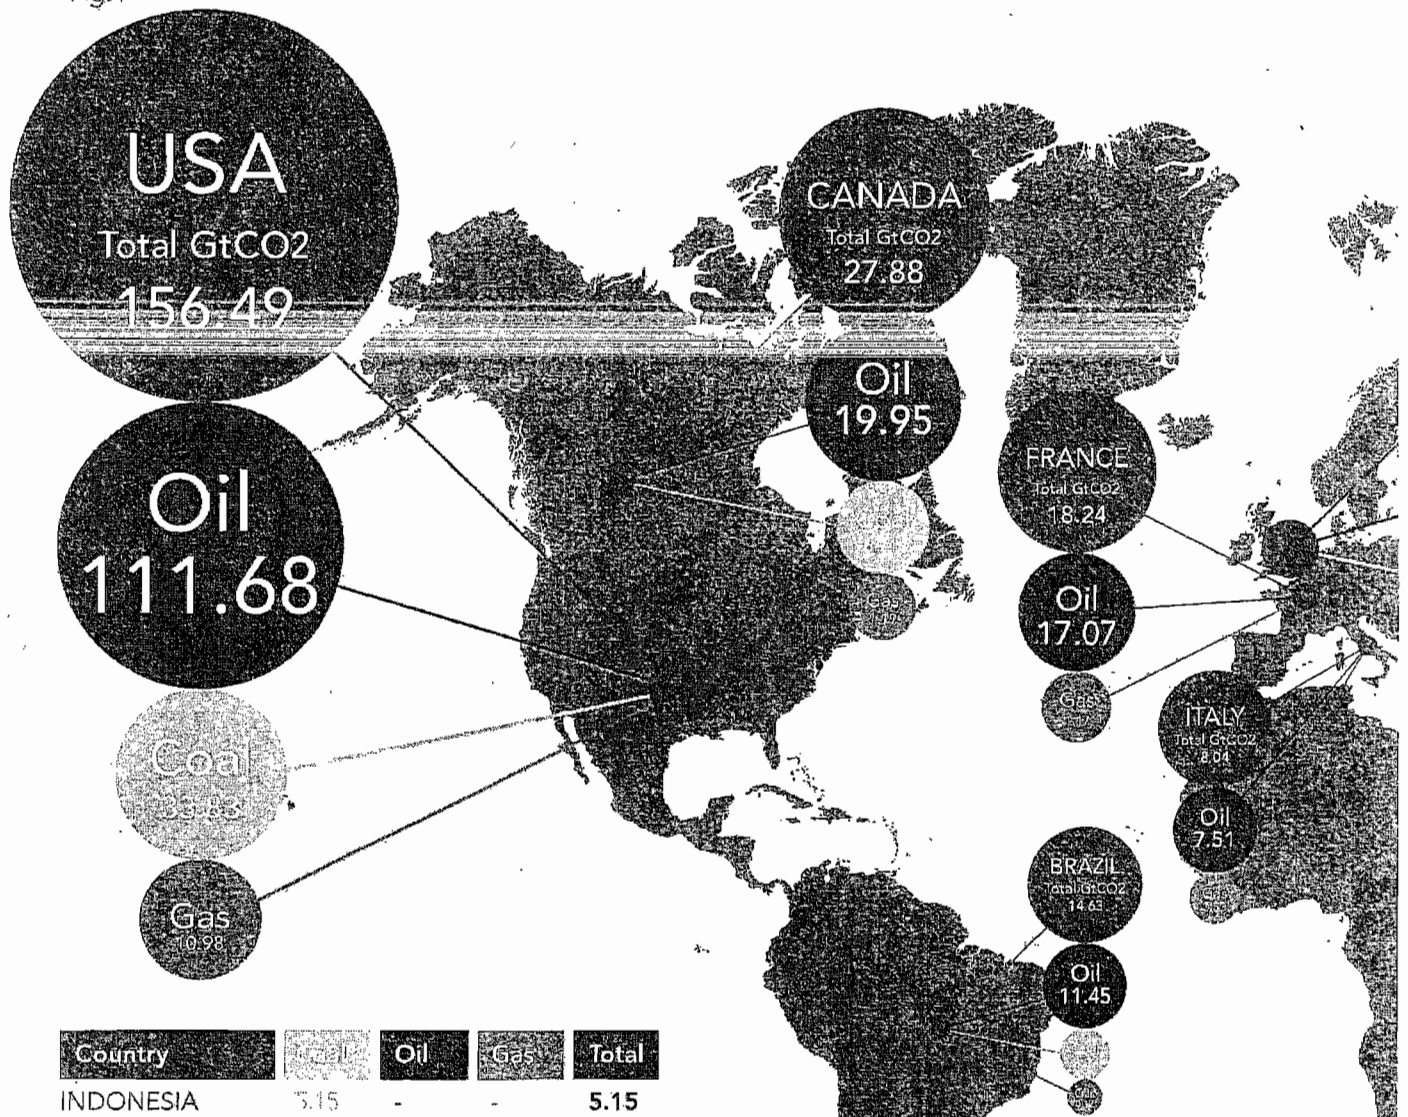 USA
Total GtCO2
156.49
Oil
111.68
Coal
33.83
Gas
10.98
CANADA
Total GtCO2
27.88
Oil
19.95
Gas
FRANCE
Total GtCO2
18.24
Oil
17.07
Gas
ITALY
Total GtCO2
8.04
Oil
7.51
BRAZIL
Total GtCO2
14.63
Oil
11.45
Country Coal Oil Gas Total
INDONESIA 5.15 - - 5.15